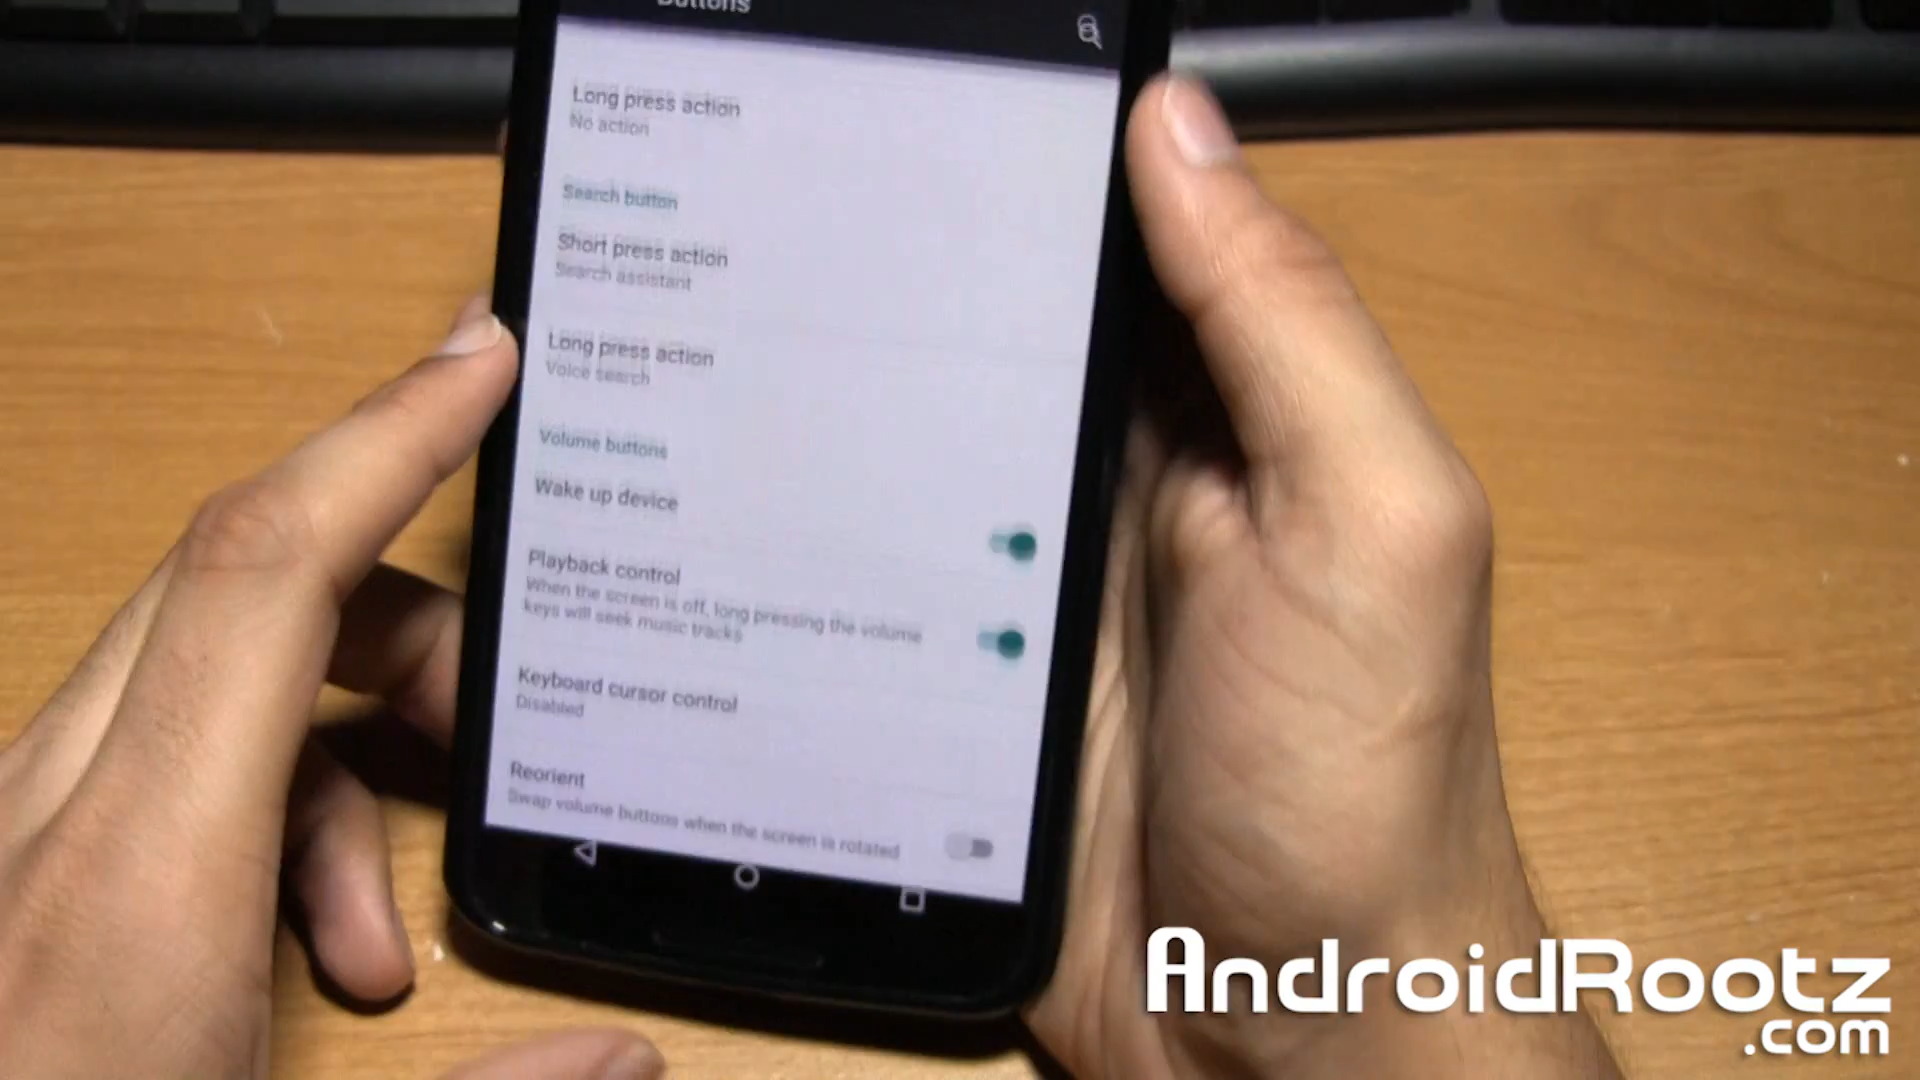 Buttons
Long press action
No action
Search button
Short press action
Search assistant
Long press action
Voice search
Volume buttons
Wake up device
Playback control
When the screen is off, long pressing the volume
keys will seek music tracks
Keyboard cursor control
Disabled
Reorient
Swap volume buttons when the screen is rotated
AndroidRootz
.com